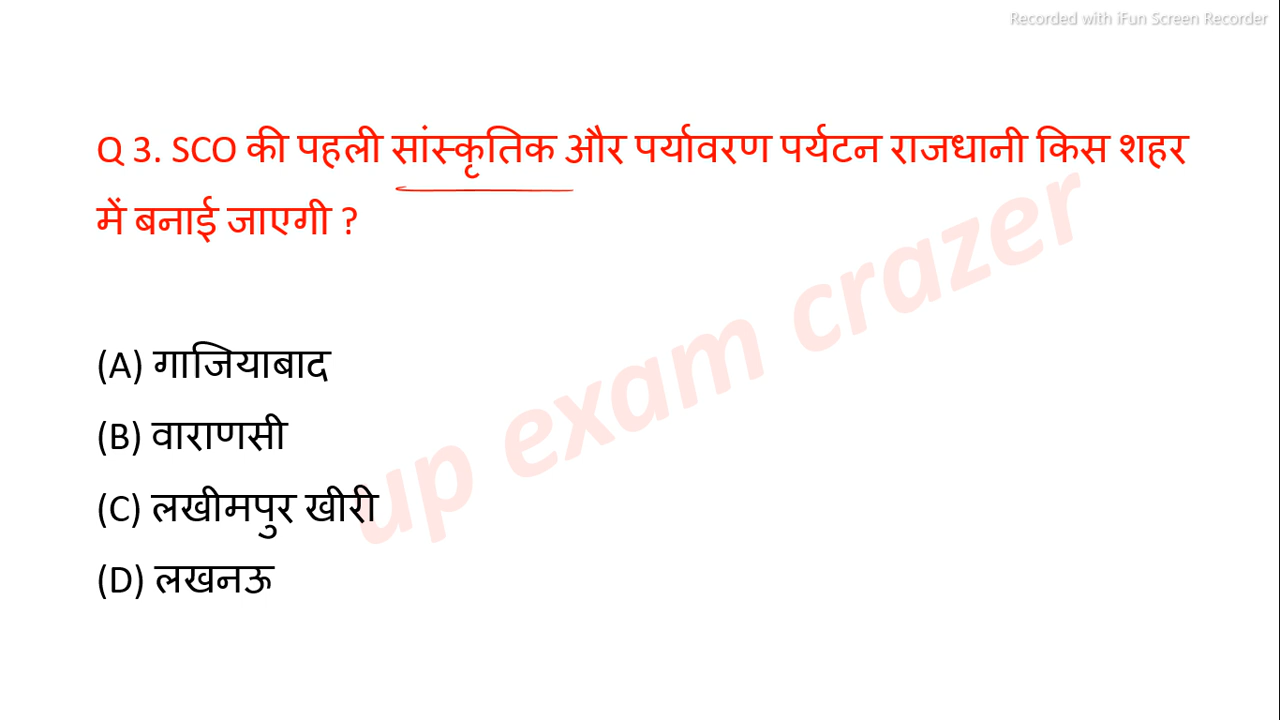 Recorded with iFun Screen Recorder
Q 3. SCO की पहली सांस्कृतिक और पर्यावरण पर्यटन राजधानी किस शहर
में बनाई जाएगी ?
(A) गाजियाबाद
(B) वाराणसी
(C) लखीमपुर खीरी
(D) लखनऊ
up exam crazer